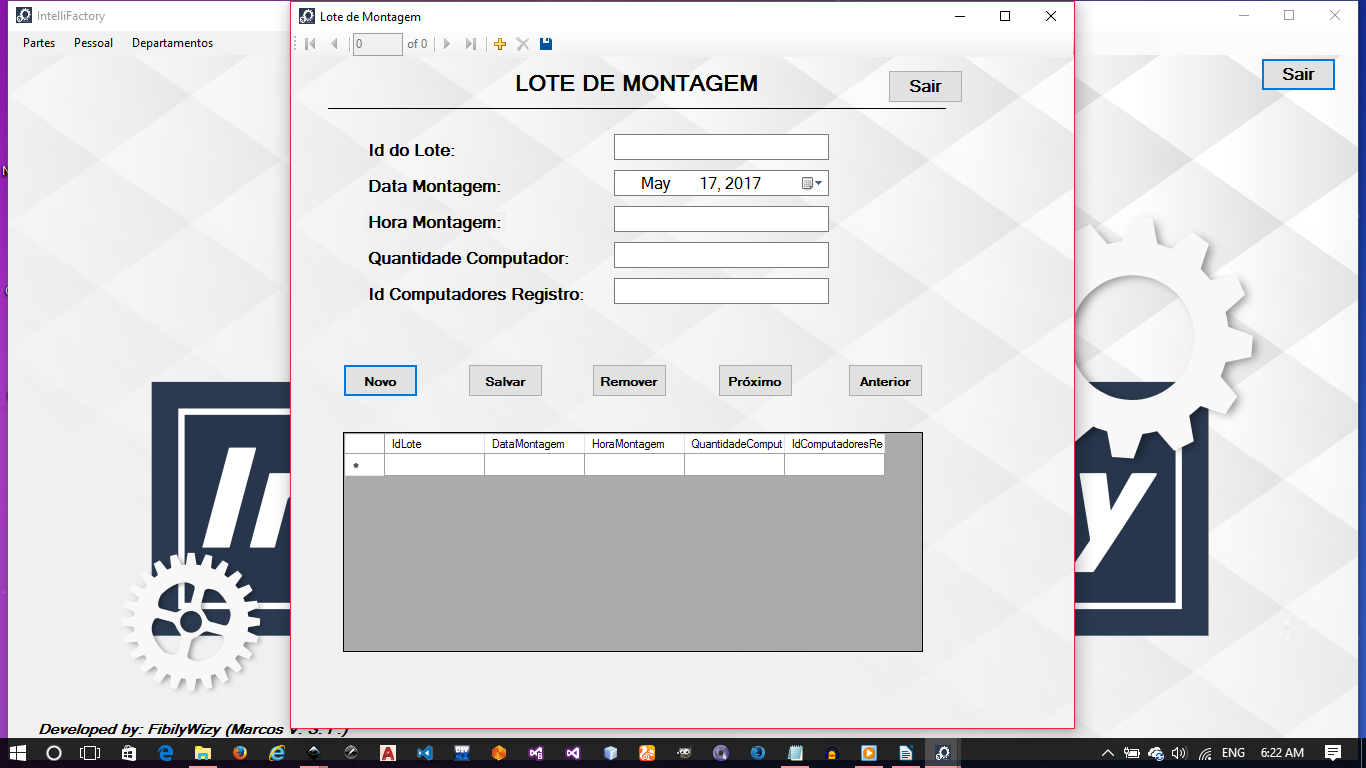 IntelliFactory
Lote de Montagem
Partes Pessoal Departamentos
0 of 0
Sair
LOTE DE MONTAGEM
Sair
Id do Lote:
Data Montagem: May 17, 2017
Hora Montagem:
Quantidade Computador:
Id Computadores Registro:
Novo Salvar Remover Próximo Anterior
IdLote DataMontagem HoraMontagem QuantidadeComput IdComputadoresRe
*
In
y
Developed by: FibilyWizy (Marcos V. S. F.)
ENG 6:22 AM